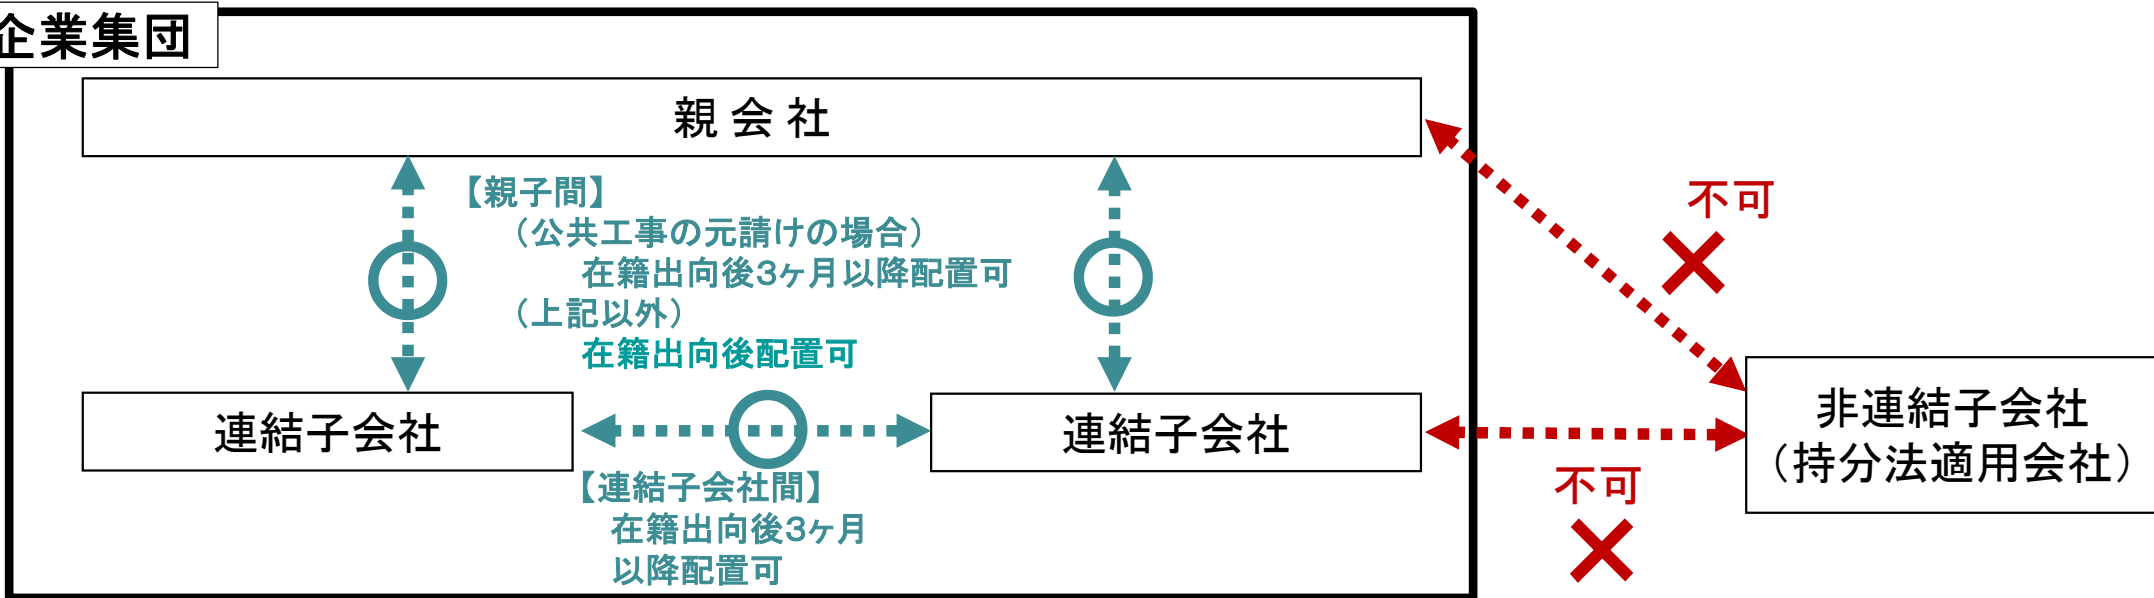 企業集団
親会社
【親子間】
（公共工事の元請けの場合）
在籍出向後3ヶ月以降配置可
（上記以外）
在籍出向後配置可
不可
連結子会社
連結子会社
非連結子会社
（持分法適用会社）
【連結子会社間】
在籍出向後3ヶ月
以降配置可
不可